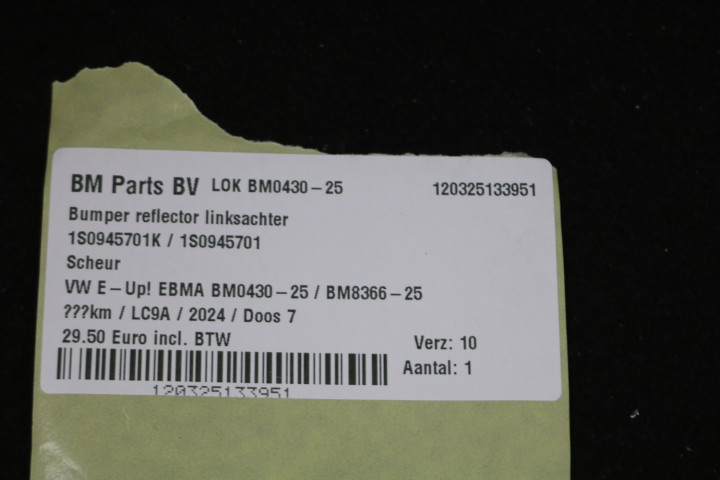 BM Parts BV LOK BM0430-25 120325133951
Bumper reflector linksachter
1S0945701K / 1S0945701
Scheur
VW E-Up! EBMA BM0430-25 / BM8366-25
???km / LC9A / 2024 / Doos 7
29.50 Euro incl. BTW Verz: 10
Aantal: 1
120325133951